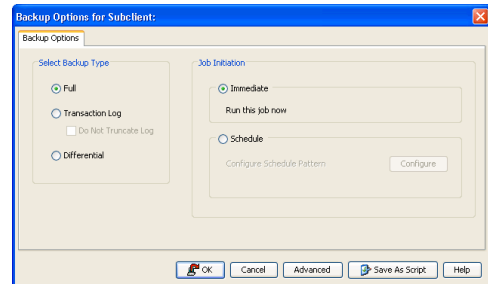 Backup Options for Subclient:
Backup Options
Select Backup Type
Full
Transaction Log
Do Not Truncate Log
Differential
Job Initiation
Immediate
Run this job now
Schedule
Configure Schedule Pattern
Configure
OK
Cancel
Advanced
Save As Script
Help